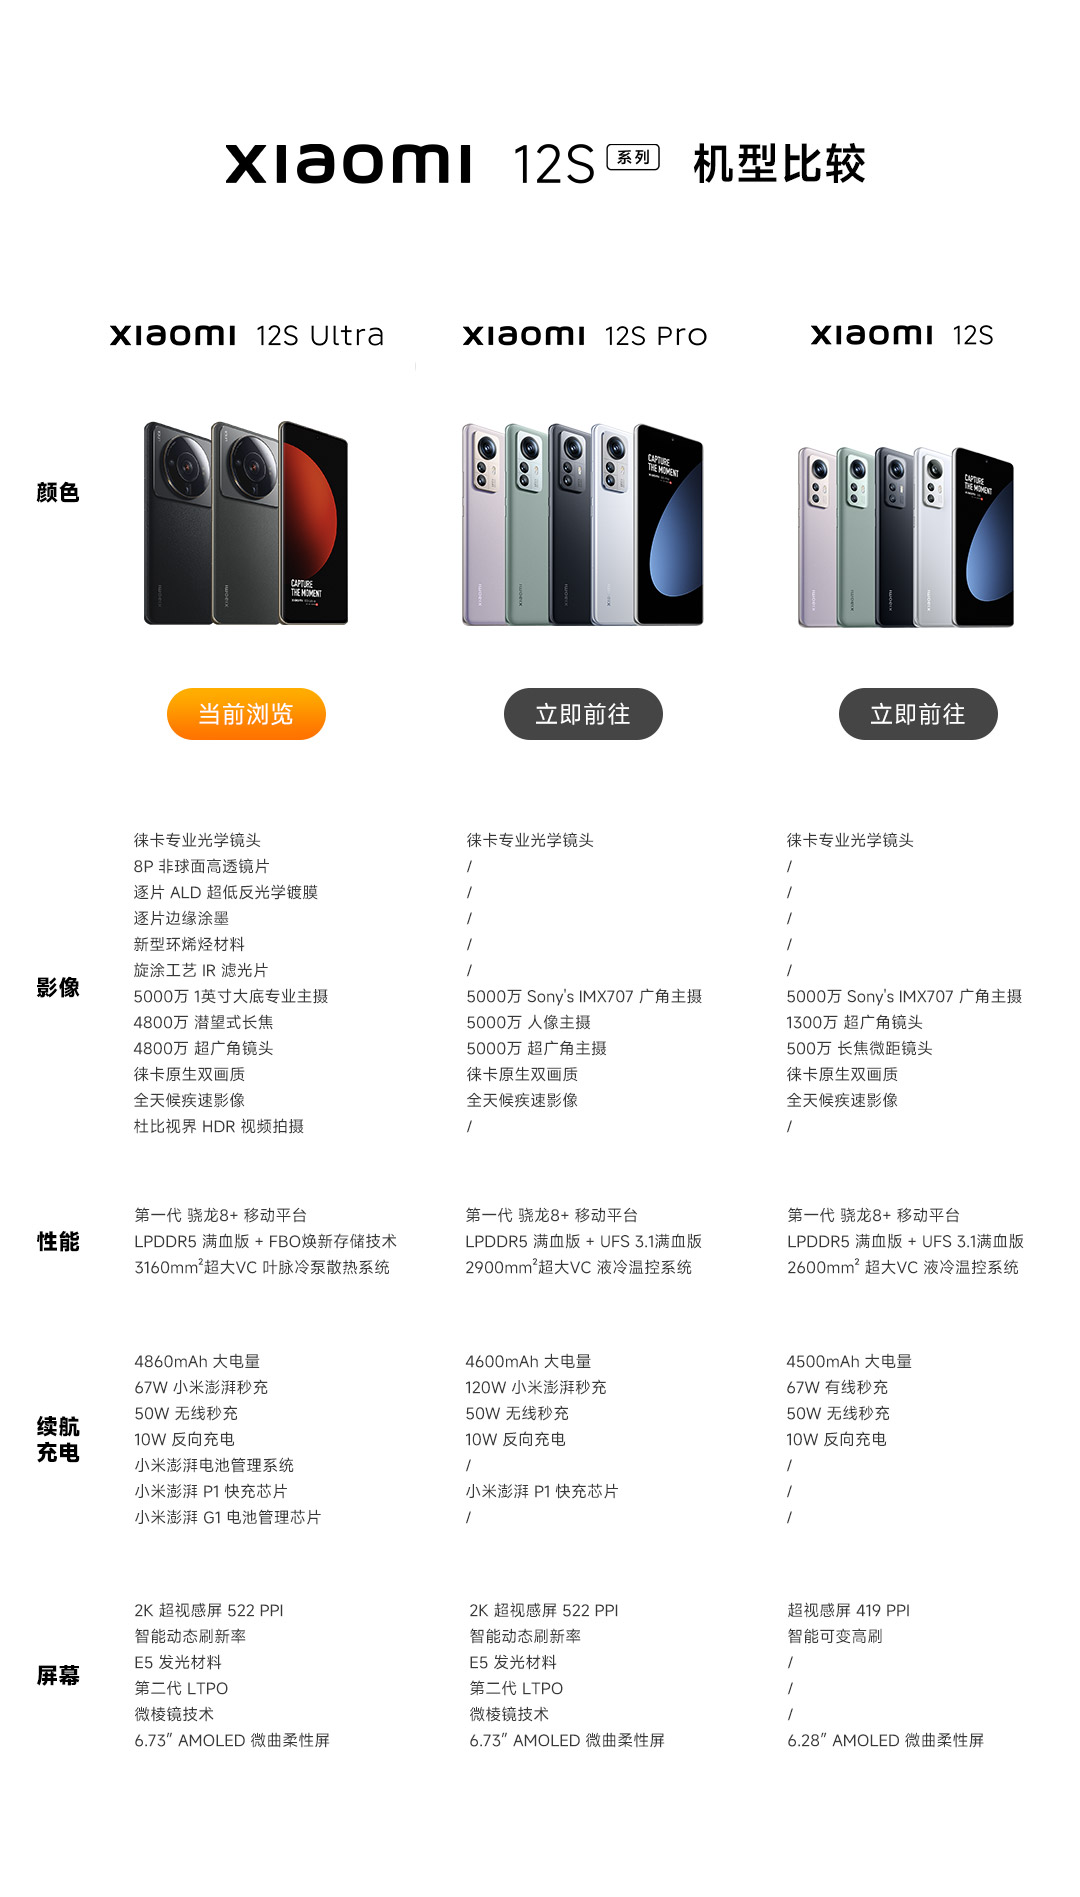 xiaomi 12S 系列 机型比较
xiaomi 12S Ultra
xiaomi 12S Pro
xiaomi 12S
颜色
CAPTURE
THE MOMENT
CAPTURE
THE MOMENT
CAPTURE
THE MOMENT
xiaomi
xiaomi
xiaomi
xiaomi
xiaomi
xiaomi
xiaomi
xiaomi
xiaomi
xiaomi
当前浏览
立即前往
立即前往
影像
徕卡专业光学镜头
8P 非球面高透镜片
逐片 ALD 超低反光学镀膜
逐片边缘涂墨
新型环烯烃材料
旋涂工艺 IR 滤光片
5000万 1英寸大底专业主摄
4800万 潜望式长焦
4800万 超广角镜头
徕卡原生双画质
全天候疾速影像
杜比视界 HDR 视频拍摄
徕卡专业光学镜头
/
/
/
/
/
5000万 Sony's IMX707 广角主摄
5000万 人像主摄
5000万 超广角主摄
徕卡原生双画质
全天候疾速影像
/
徕卡专业光学镜头
/
/
/
/
/
5000万 Sony's IMX707 广角主摄
1300万 超广角镜头
500万 长焦微距镜头
徕卡原生双画质
全天候疾速影像
/
性能
第一代 骁龙8+ 移动平台
LPDDR5 满血版 + FBO焕新存储技术
3160mm²超大VC 叶脉冷泵散热系统
第一代 骁龙8+ 移动平台
LPDDR5 满血版 + UFS 3.1满血版
2900mm²超大VC 液冷温控系统
第一代 骁龙8+ 移动平台
LPDDR5 满血版 + UFS 3.1满血版
2600mm² 超大VC 液冷温控系统
续航
充电
4860mAh 大电量
67W 小米澎湃秒充
50W 无线秒充
10W 反向充电
小米澎湃电池管理系统
小米澎湃 P1 快充芯片
小米澎湃 G1 电池管理芯片
4600mAh 大电量
120W 小米澎湃秒充
50W 无线秒充
10W 反向充电
/
小米澎湃 P1 快充芯片
/
4500mAh 大电量
67W 有线秒充
50W 无线秒充
10W 反向充电
/
/
/
屏幕
2K 超视感屏 522 PPI
智能动态刷新率
E5 发光材料
第二代 LTPO
微棱镜技术
6.73″ AMOLED 微曲柔性屏
2K 超视感屏 522 PPI
智能动态刷新率
E5 发光材料
第二代 LTPO
微棱镜技术
6.73″ AMOLED 微曲柔性屏
超视感屏 419 PPI
智能可变高刷
/
/
/
6.28″ AMOLED 微曲柔性屏